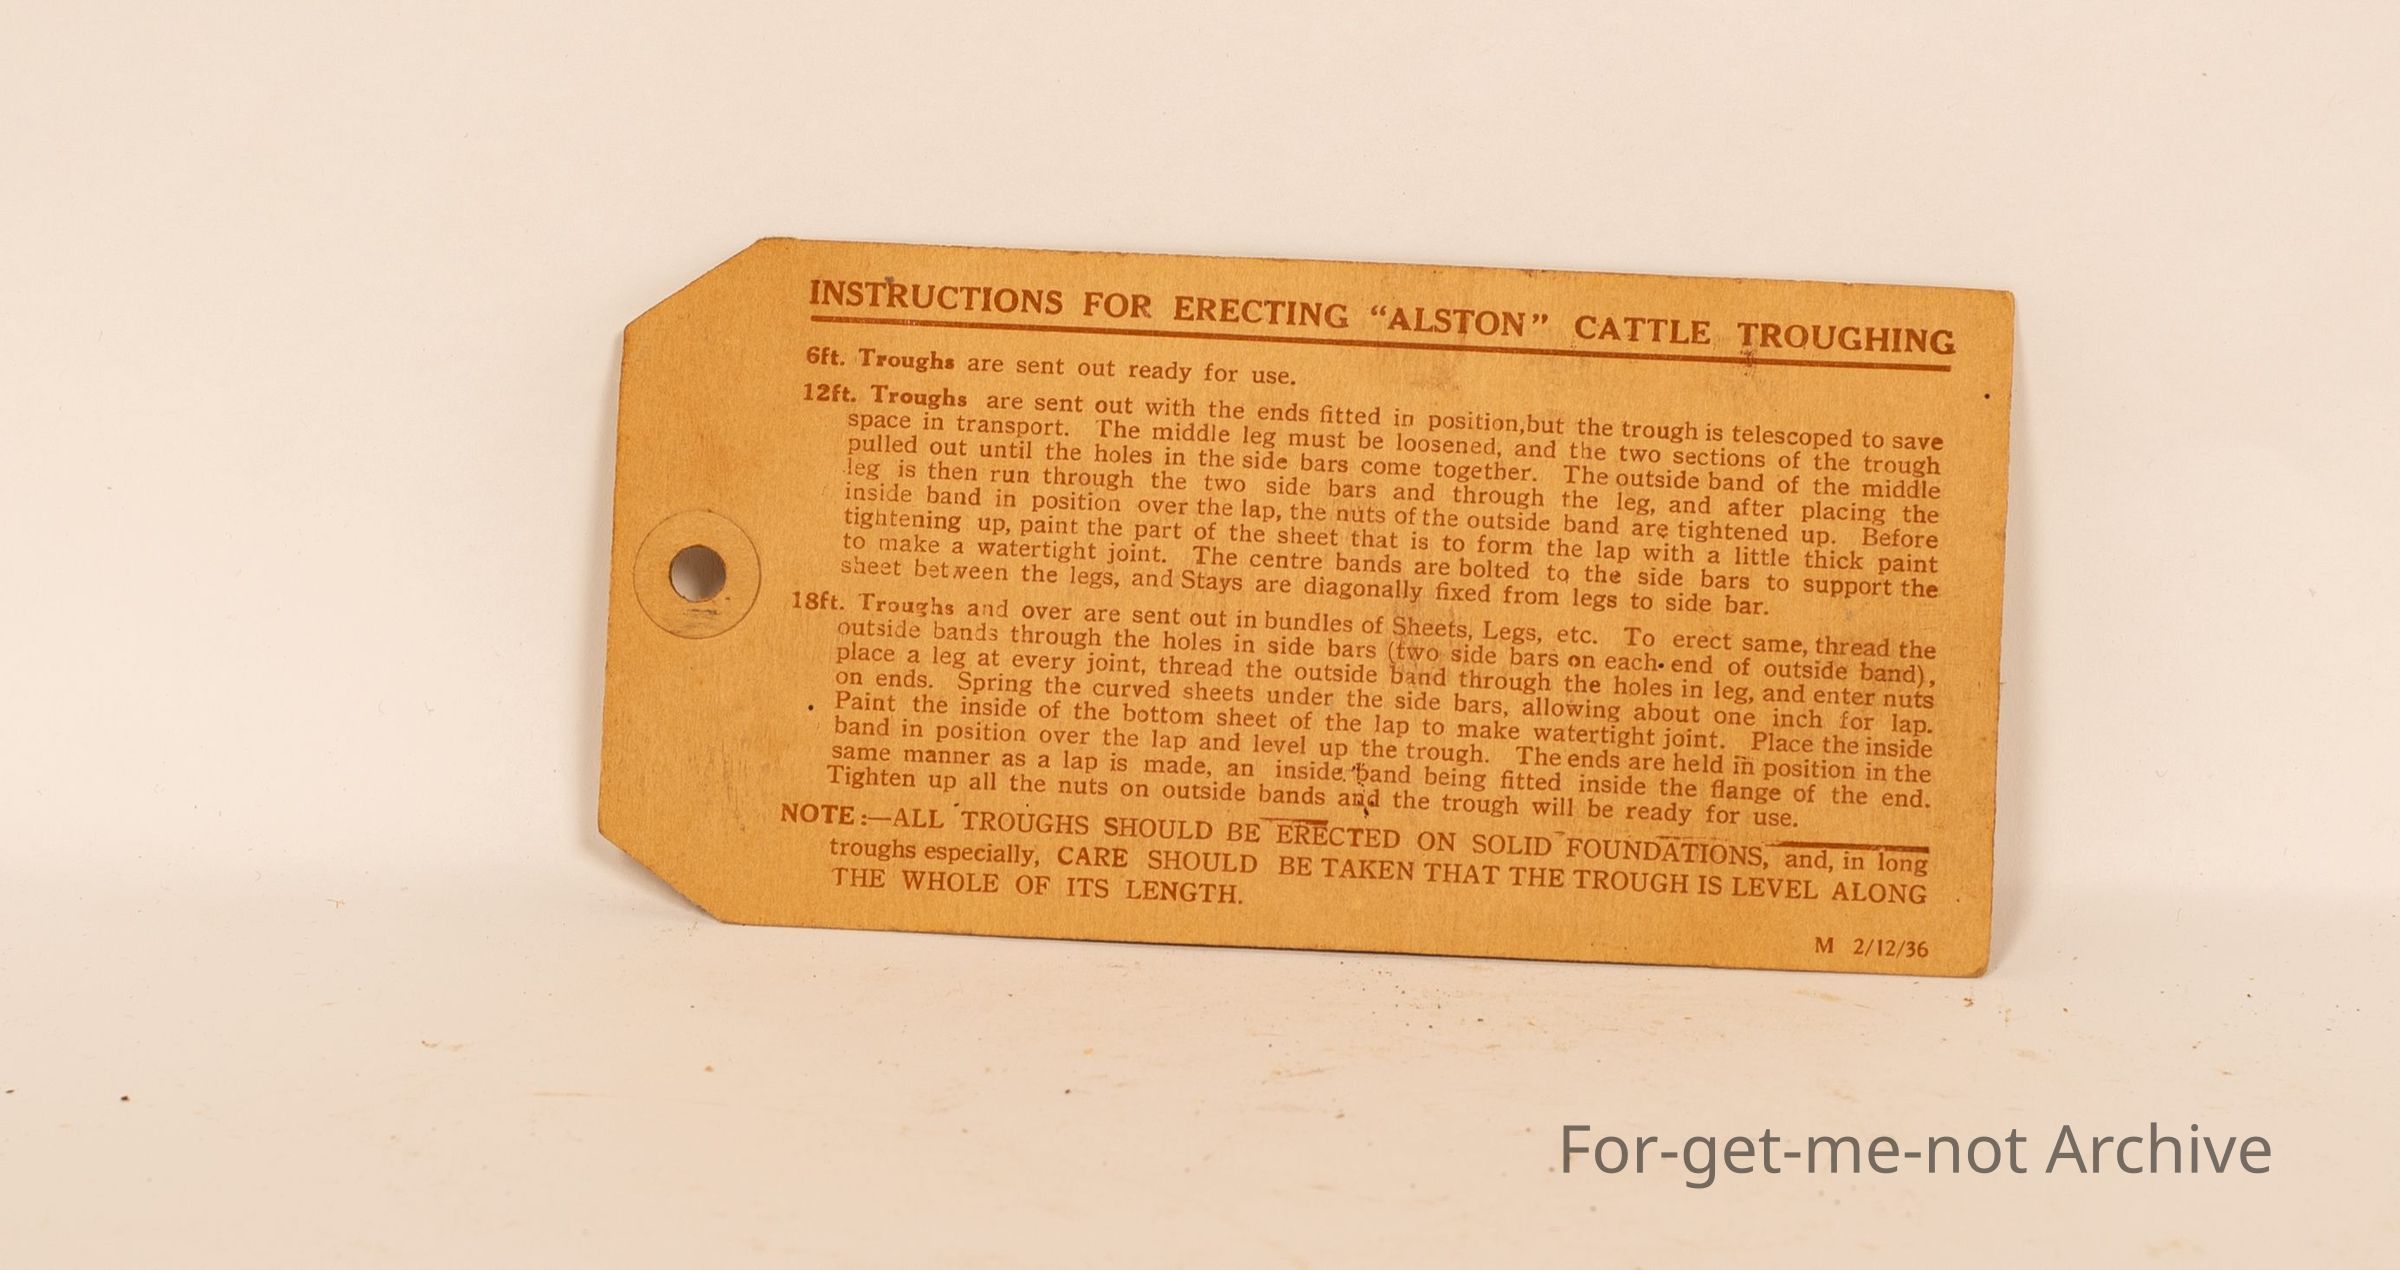 INSTRUCTIONS FOR ERECTING “ALSTON” CATTLE TROUGHING
6ft. Troughs are sent out ready for use.
12ft. Troughs are sent out with the ends fitted in position,but the trough is telescoped to save
space in transport. The middle leg must be loosened, and the two sections of the trough
pulled out until the holes in the side bars come together. The outside band of the middle
leg is then run through the two side bars and through the leg, and after placing the
inside band in position over the lap, the nuts of the outside band are tightened up. Before
tightening up, paint the part of the sheet that is to form the lap with a little thick paint
to make a watertight joint. The centre bands are bolted to the side bars to support the
sheet between the legs, and Stays are diagonally fixed from legs to side bar.
18ft. Troughs and over are sent out in bundles of Sheets, Legs, etc. To erect same, thread the
outside bands through the holes in side bars (two side bars on each end of outside band),
place a leg at every joint, thread the outside band through the holes in leg, and enter nuts
on ends. Spring the curved sheets under the side bars, allowing about one inch for lap.
Paint the inside of the bottom sheet of the lap to make watertight joint. Place the inside
band in position over the lap and level up the trough. The ends are held in position in the
same manner as a lap is made, an inside band being fitted inside the flange of the end.
Tighten up all the nuts on outside bands and the trough will be ready for use.
NOTE:—ALL TROUGHS SHOULD BE ERECTED ON SOLID FOUNDATIONS, and, in long
troughs especially, CARE SHOULD BE TAKEN THAT THE TROUGH IS LEVEL ALONG
THE WHOLE OF ITS LENGTH.
M 2/12/36
For-get-me-not Archive